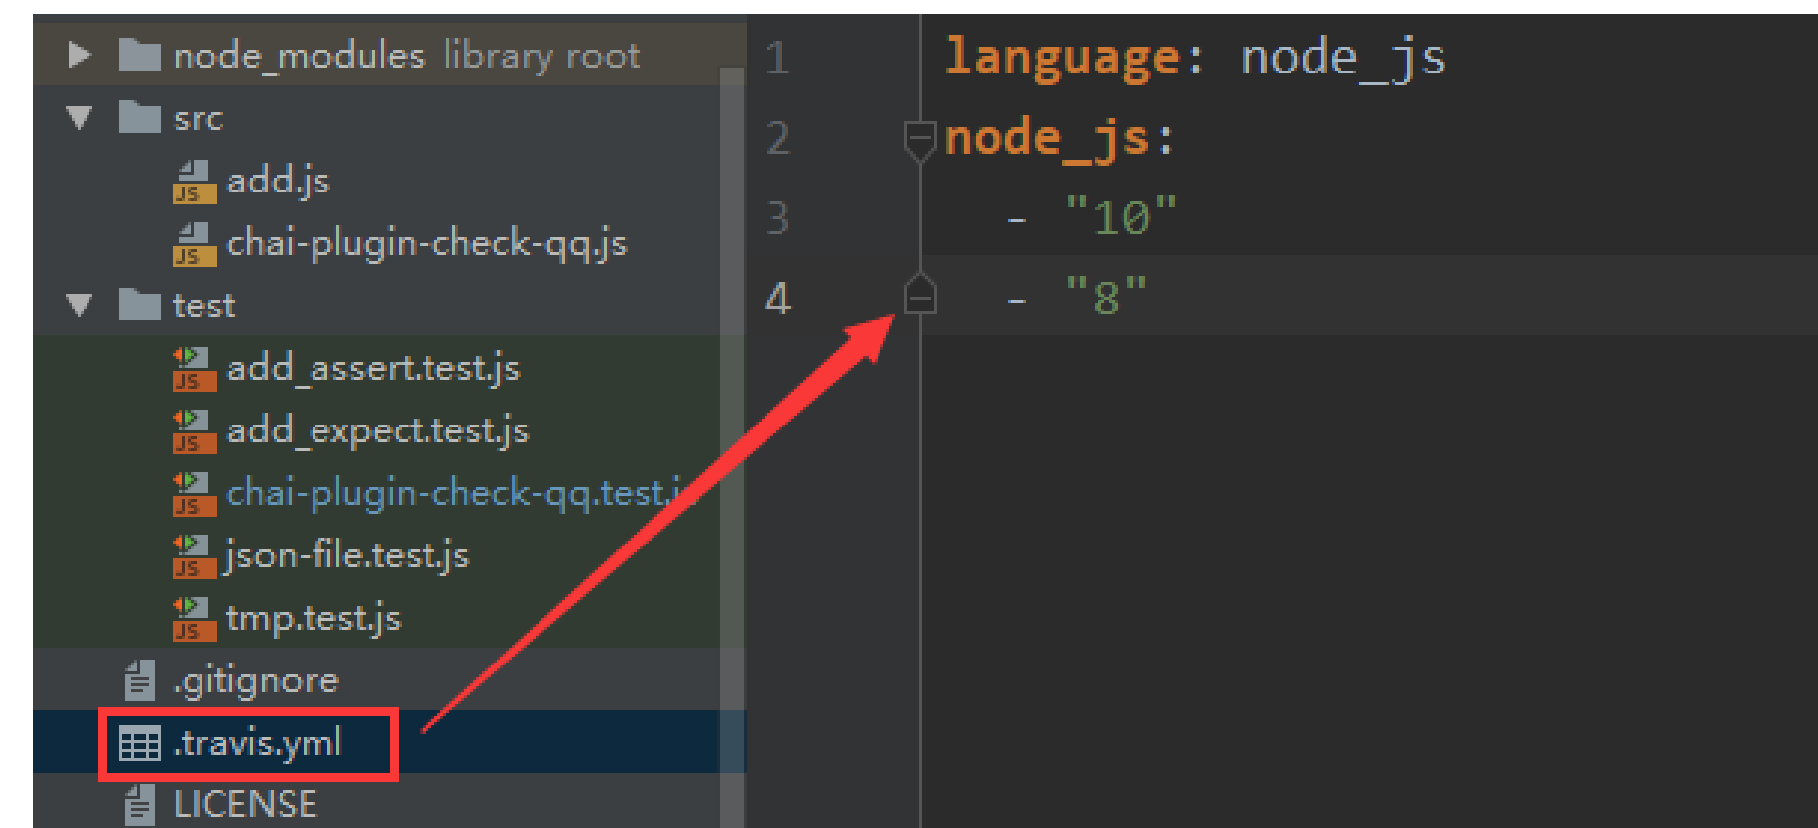 node_modules library root
src
add.js
chai-plugin-check-qq.js
test
add_assert.test.js
add_expect.test.js
chai-plugin-check-qq.test.js
json-file.test.js
tmp.test.js
.gitignore
.travis.yml
LICENSE
1 language: node_js
2 node_js:
3 - "10"
4 - "8"